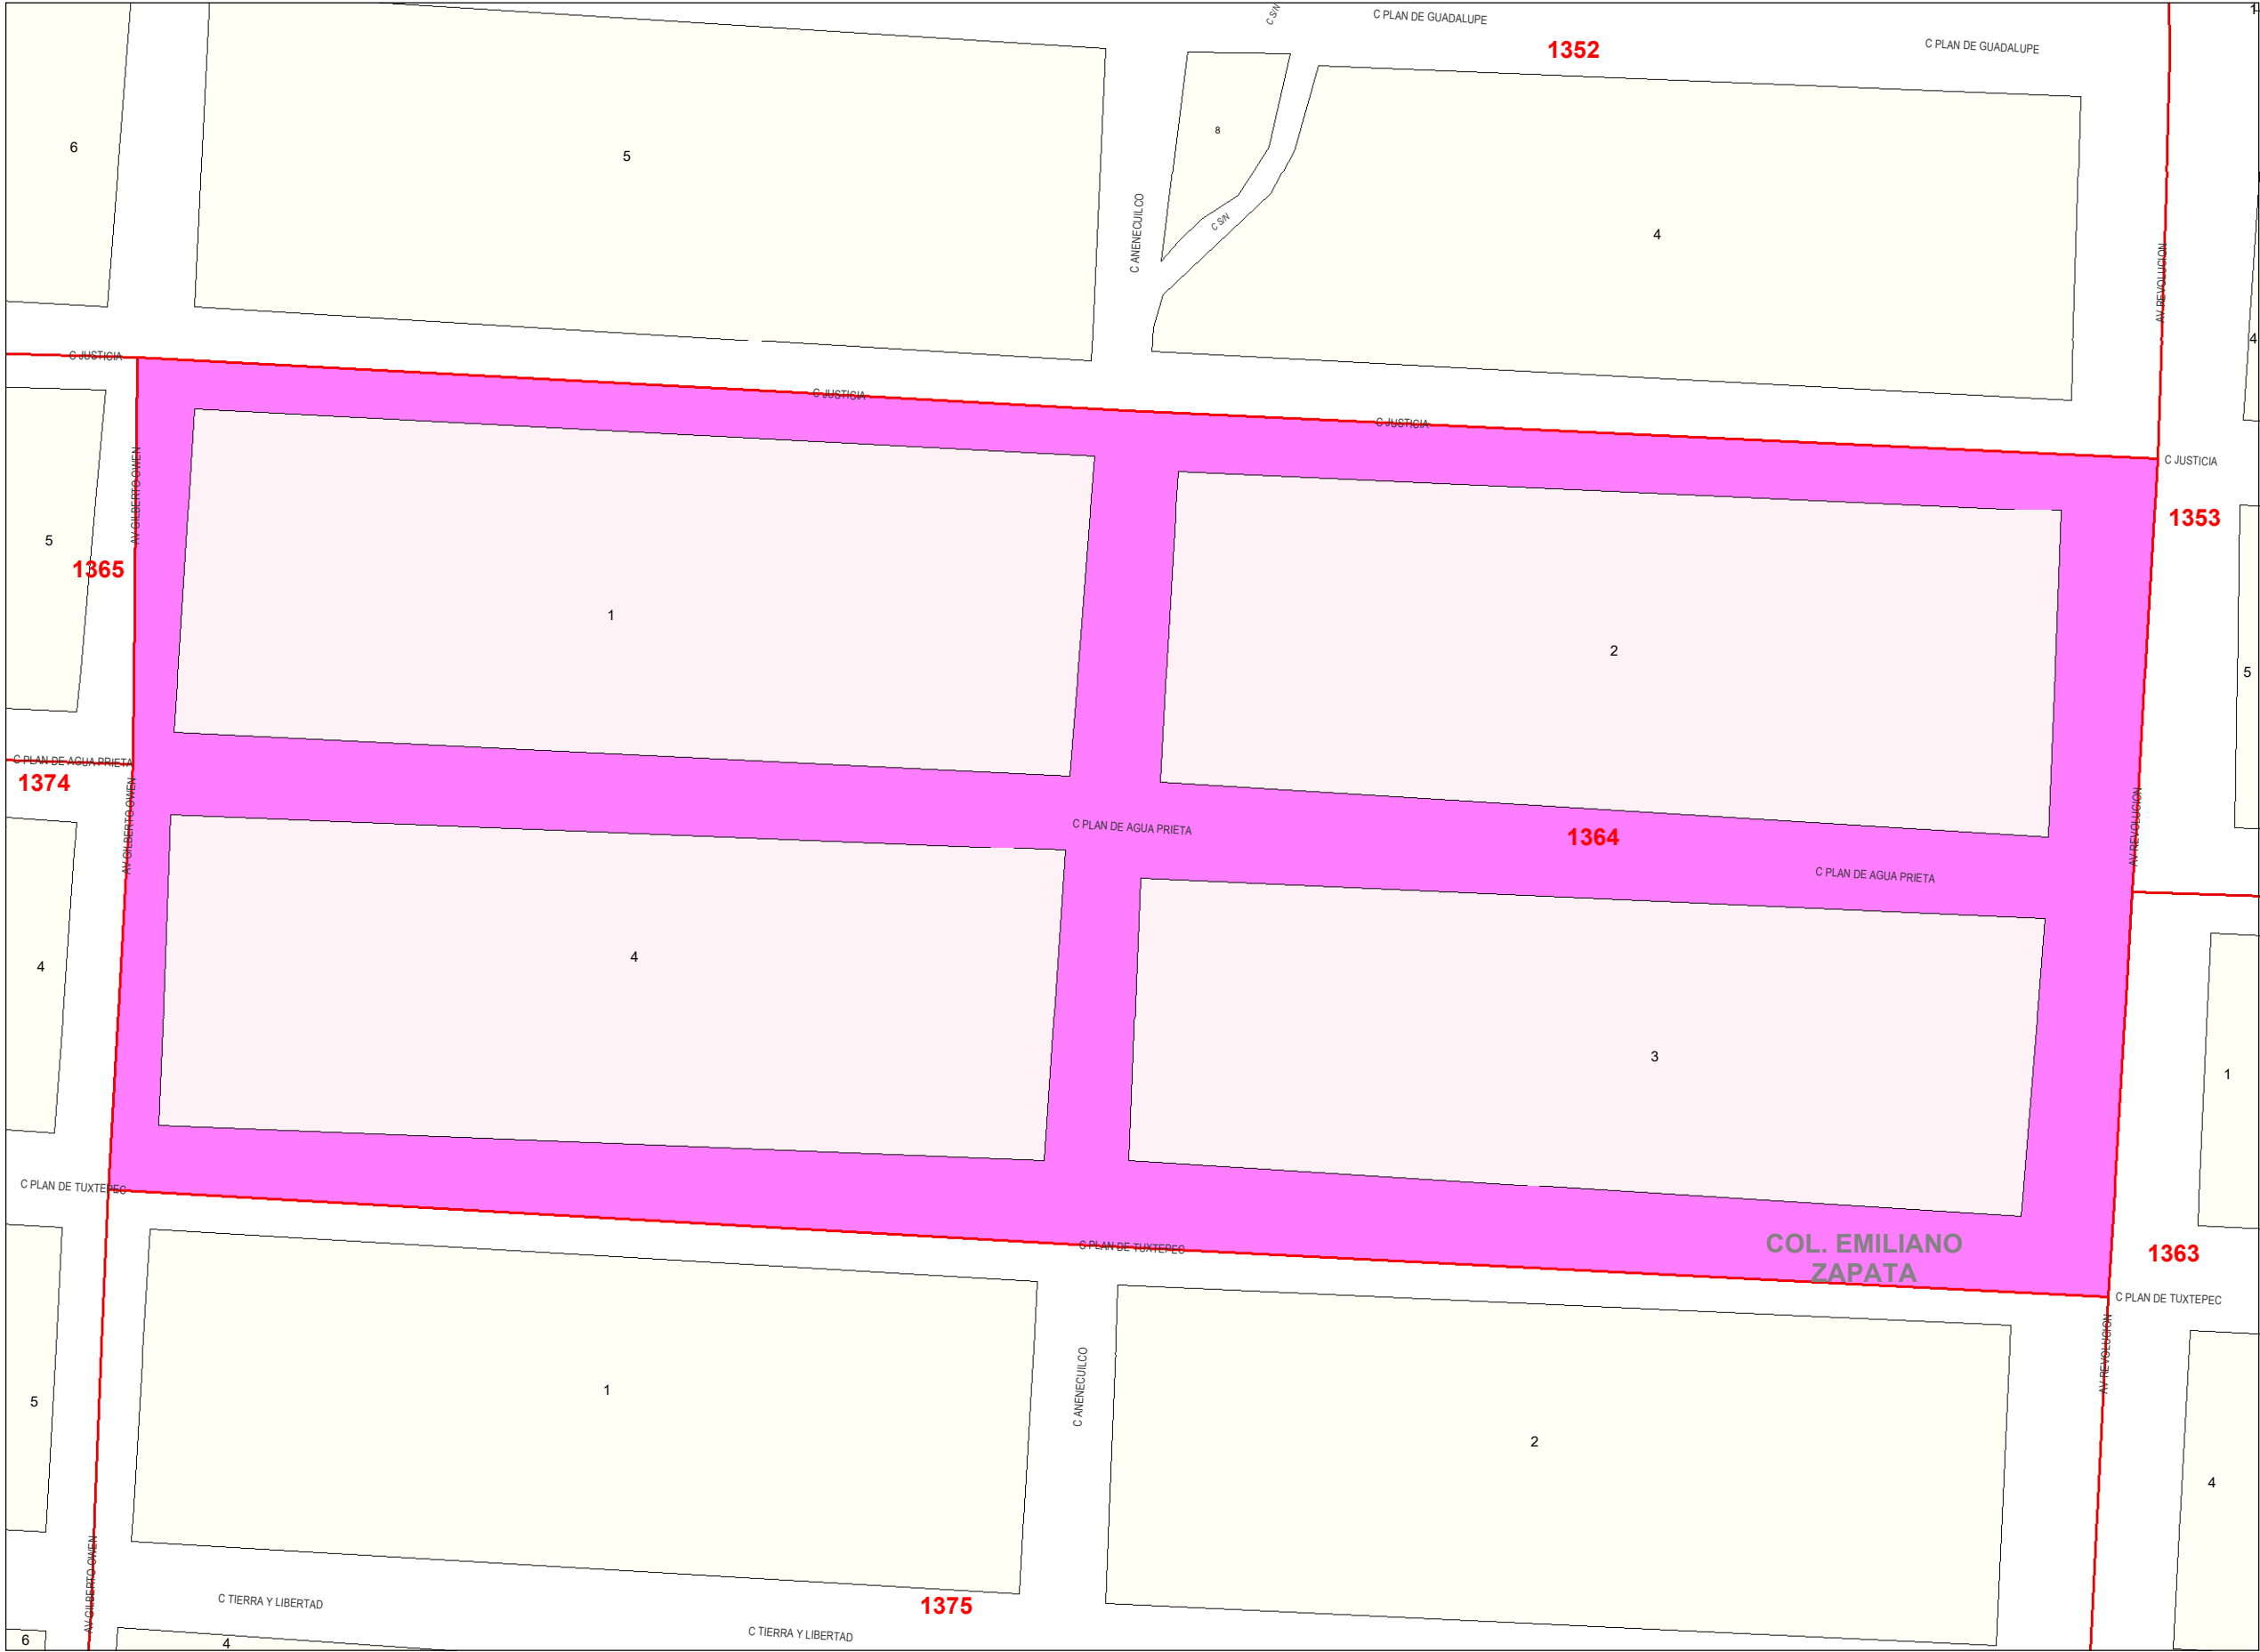 C S/N
C PLAN DE GUADALUPE
1352
C PLAN DE GUADALUPE
6
5
8
4
C ANENECUILCO
C S/N
AV REVOLUCION
4
C JUSTICIA
C JUSTICIA
C JUSTICIA
C JUSTICIA
AV GILBERTO OWEN
1353
5
1365
1
2
5
C PLAN DE AGUA PRIETA
1374
AV GILBERTO OWEN
C PLAN DE AGUA PRIETA
1364
AV REVOLUCION
C PLAN DE AGUA PRIETA
4
4
3
1
C PLAN DE TUXTEPEC
C PLAN DE TUXTEPEC
COL. EMILIANO
ZAPATA
1363
C PLAN DE TUXTEPEC
AV REVOLUCION
5
1
C ANENECUILCO
2
4
AV GILBERTO OWEN
C TIERRA Y LIBERTAD
1375
C TIERRA Y LIBERTAD
6
4